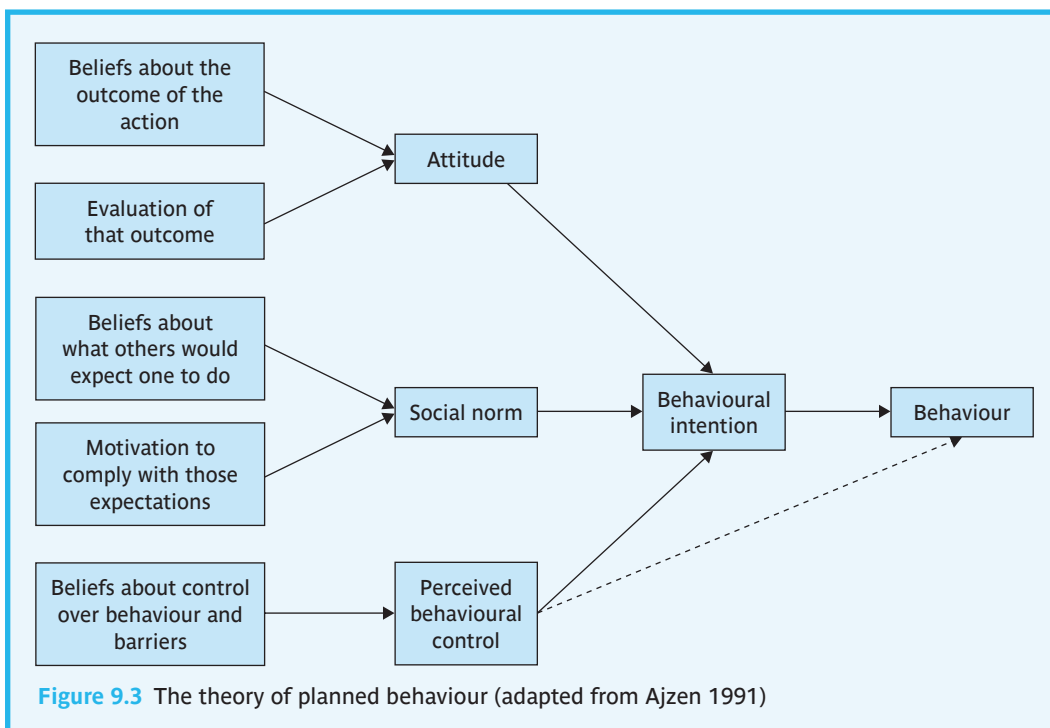 Beliefs about the
outcome of the
action
Attitude
Evaluation of
that outcome
Beliefs about
what others would
expect one to do
Social norm
Behavioural
intention
Behaviour
Motivation to
comply with those
expectations
Beliefs about control
over behaviour and
barriers
Perceived
behavioural
control
Figure 9.3 The theory of planned behaviour (adapted from Ajzen 1991)